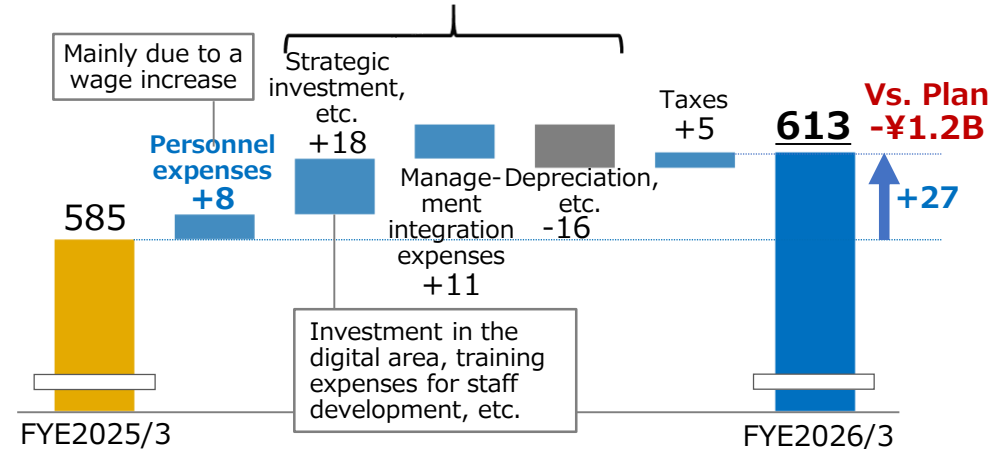 Mainly due to a
wage increase
Personnel
expenses
+8
Strategic
investment,
etc.
+18
Manage-
ment
integration
expenses
+11
Depreciation,
etc.
-16
Taxes
+5
613
Vs. Plan
-¥1.2B
+27
585
Investment in the
digital area, training
expenses for staff
development, etc.
FYE2025/3
FYE2026/3